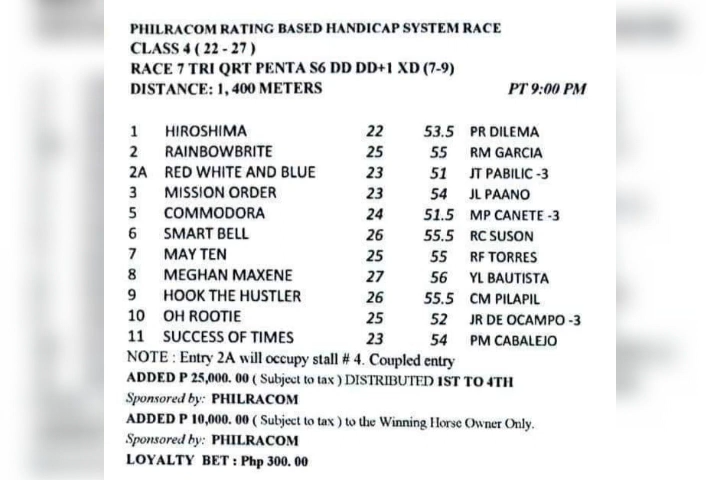 PHILRACOM RATING BASED HANDICAP SYSTEM RACE
CLASS 4 ( 22 - 27 )
RACE 7 TRI QRT PENTA S6 DD DD+1 XD (7-9)
DISTANCE: 1, 400 METERS PT 9:00 PM
1 HIROSHIMA 22 53.5 PR DILEMA
2 RAINBOWBRITE 25 55 RM GARCIA
2A RED WHITE AND BLUE 23 51 JT PABILIC -3
3 MISSION ORDER 23 54 JL PAANO
5 COMMODORA 24 51.5 MP CANETE -3
6 SMART BELL 26 55.5 RC SUSON
7 MAY TEN 25 55 RF TORRES
8 MEGHAN MAXENE 27 56 YL BAUTISTA
9 HOOK THE HUSTLER 26 55.5 CM PILAPIL
10 OH ROOTIE 25 52 JR DE OCAMPO -3
11 SUCCESS OF TIMES 23 54 PM CABALEJO
NOTE : Entry 2A will occupy stall # 4. Coupled entry
ADDED P 25,000. 00 ( Subject to tax ) DISTRIBUTED 1ST TO 4TH
Sponsored by: PHILRACOM
ADDED P 10,000. 00 ( Subject to tax ) to the Winning Horse Owner Only.
Sponsored by: PHILRACOM
LOYALTY BET : Php 300. 00